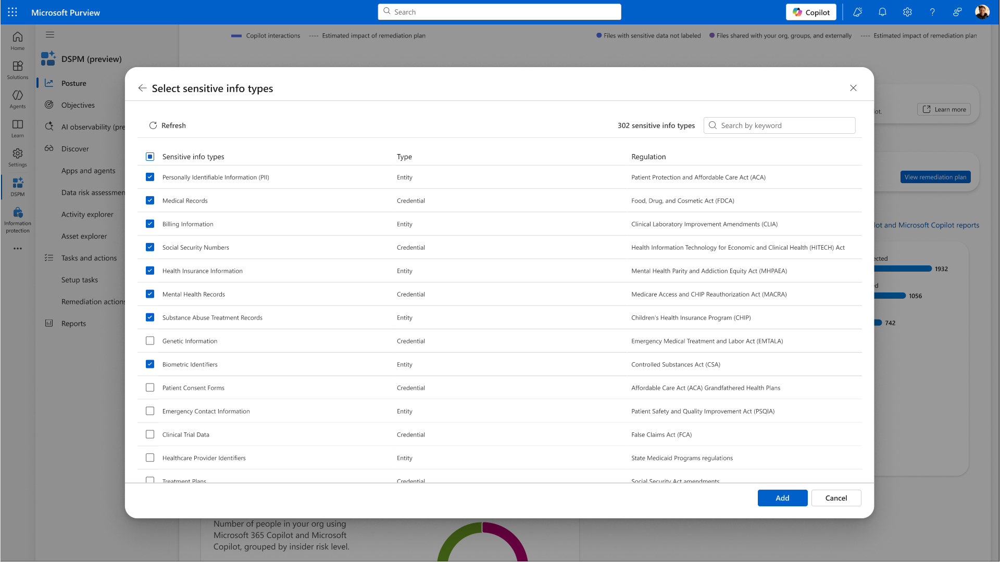 Microsoft Purview
Search
Copilot
Home
Solutions
Agents
Learn
Settings
DSPM
Information
protection
DSPM (preview)
Posture
Objectives
AI observability (pre
Discover
Apps and agents
Data risk assessmen
Activity explorer
Asset explorer
Tasks and actions
Setup tasks
Remediation actions
Reports
Copilot interactions
Estimated impact of remediation plan
Files with sensitive data not labeled
Files shared with your org, groups, and externally
Estimated impact of remediation plan
Select sensitive info types
Refresh
302 sensitive info types
Search by keyword
Sensitive info types Type Regulation
Personally Identifiable Information (PII) Entity Patient Protection and Affordable Care Act (ACA)
Medical Records Credential Food, Drug, and Cosmetic Act (FDCA)
Billing Information Entity Clinical Laboratory Improvement Amendments (CLIA)
Social Security Numbers Credential Health Information Technology for Economic and Clinical Health (HITECH) Act
Health Insurance Information Entity Mental Health Parity and Addiction Equity Act (MHPAEA)
Mental Health Records Credential Medicare Access and CHIP Reauthorization Act (MACRA)
Substance Abuse Treatment Records Entity Children's Health Insurance Program (CHIP)
Genetic Information Credential Emergency Medical Treatment and Labor Act (EMTALA)
Biometric Identifiers Entity Controlled Substances Act (CSA)
Patient Consent Forms Credential Affordable Care Act (ACA) Grandfathered Health Plans
Emergency Contact Information Entity Patient Safety and Quality Improvement Act (PSQIA)
Clinical Trial Data Credential False Claims Act (FCA)
Healthcare Provider Identifiers Entity State Medicaid Programs regulations
Treatment Plans Credential Social Security Act amendments
Add
Cancel
ot.
Learn more
View remediation plan
lot and Microsoft Copilot reports
ected
1932
ed
1056
742
Number of people in your org using
Microsoft 365 Copilot and Microsoft
Copilot, grouped by insider risk level.